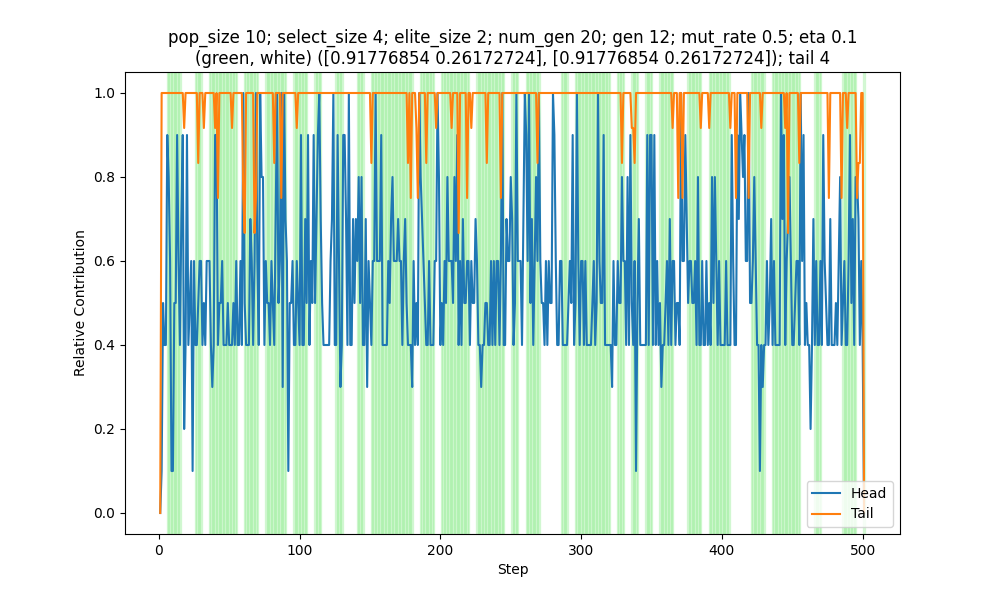 pop_size 10; select_size 4; elite_size 2; num_gen 20; gen 12; mut_rate 0.5; eta 0.1
(green, white) ([0.91776854 0.26172724], [0.91776854 0.26172724]); tail 4
1.0
0.8
0.6
0.4
0.2
0.0
Relative Contribution
Head
Tail
0
100
200
300
400
500
Step